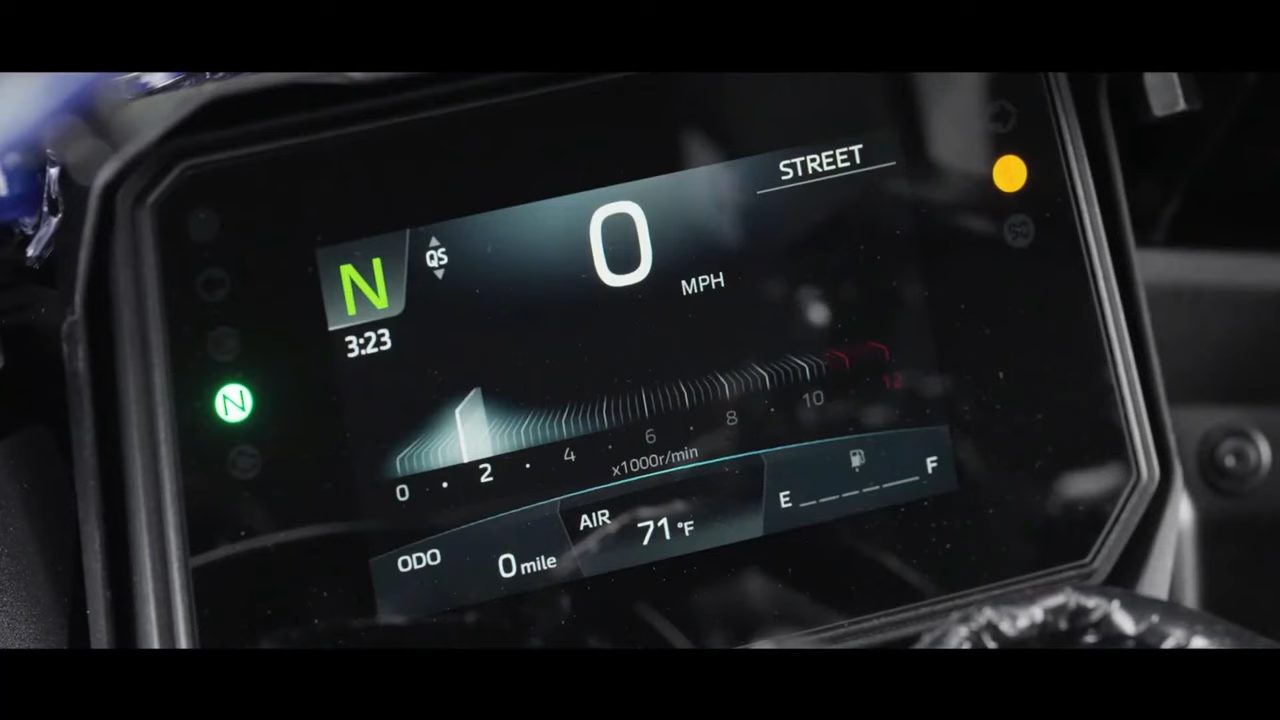 STREET
N
QS
0
MPH
3:23
N
0 · 2 · 4 · 6 · 8 · 10 12
x1000r/min
ODO
0 mile
AIR
71 °F
E
F